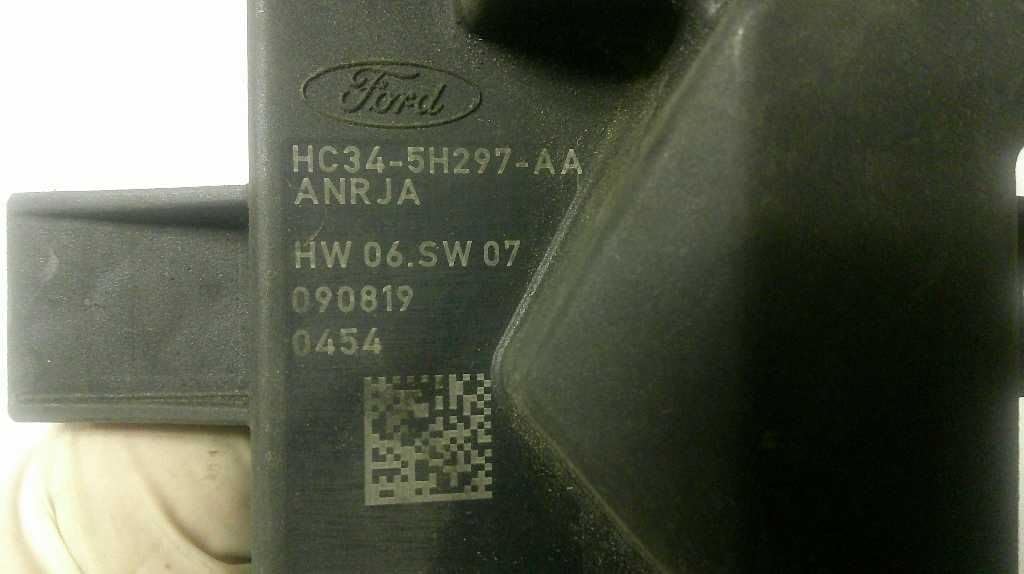 Ford
HC34-5H297-AA
ANRJA
HW 06.SW 07
090819
0454